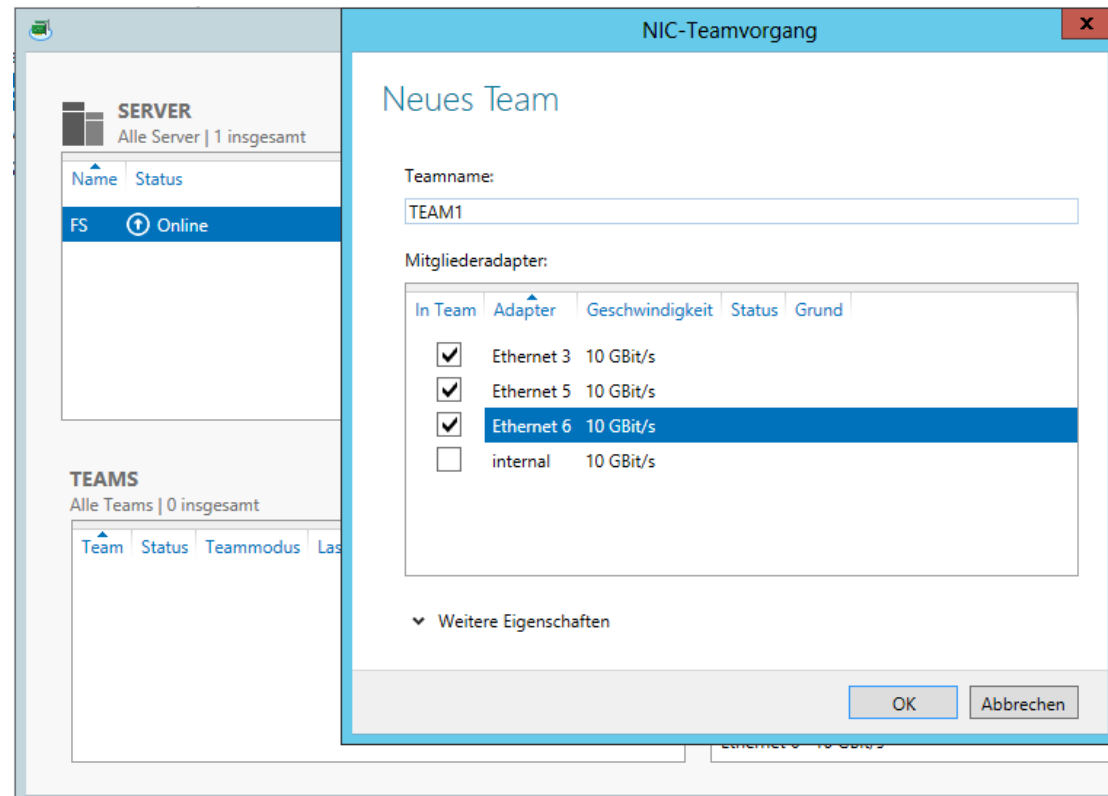 NIC-Teamvorgang
x
SERVER
Alle Server | 1 insgesamt
Name Status
FS Online
TEAMS
Alle Teams | 0 insgesamt
Team Status Teammodus Las
Neues Team
Teamname:
TEAM1
Mitgliederadapter:
In Team Adapter Geschwindigkeit Status Grund
Ethernet 3 10 GBit/s
Ethernet 5 10 GBit/s
Ethernet 6 10 GBit/s
internal 10 GBit/s
Weitere Eigenschaften
OK Abbrechen